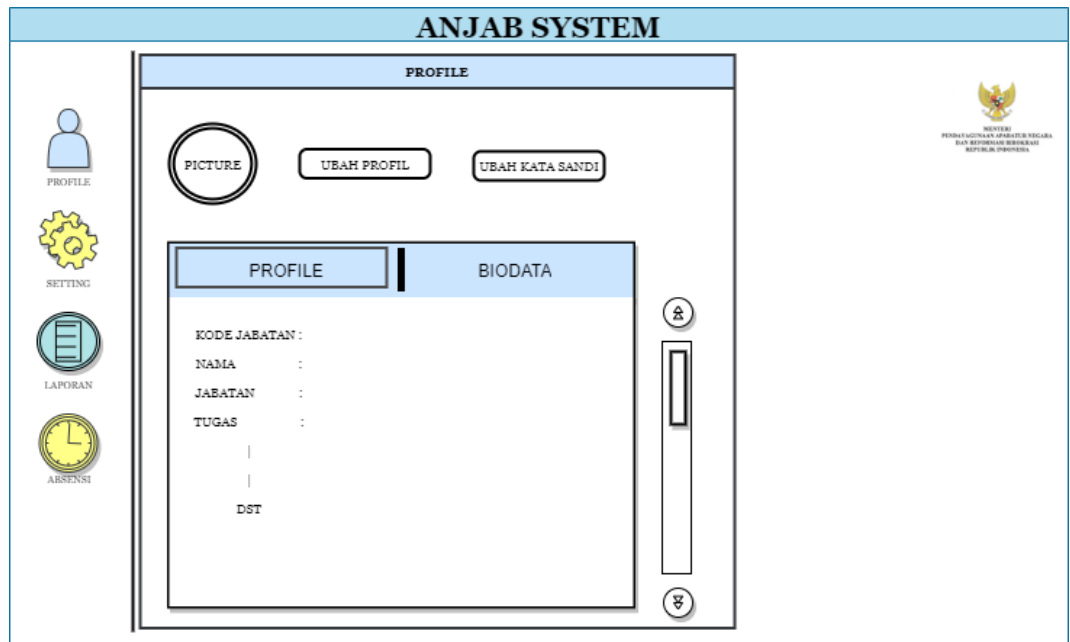 ANJAB SYSTEM
PROFILE
PROFILE
SETTING
LAPORAN
ABSENSI
PICTURE
UBAH PROFIL
UBAH KATA SANDI
PROFILE
BIODATA
KODE JABATAN :
NAMA :
JABATAN :
TUGAS :
|
|
DST
MENTERI
PENDAYAGUNAAN APARATUR NEGARA
DAN REFORMASI BIROKRASI
REPUBLIK INDONESIA